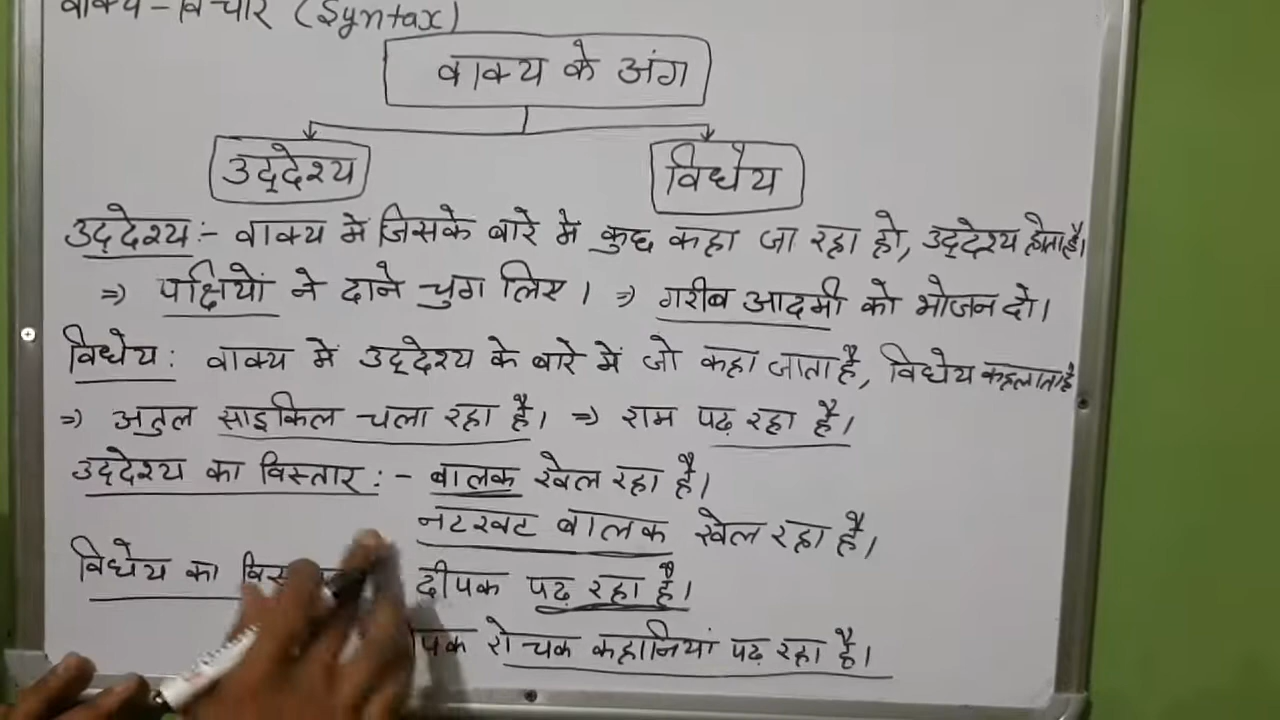 वाक्य-विचार (Syntax)
वाक्य के अंग
उद्देश्य विधेय
उद्देश्य :- वाक्य में जिसके बारे में कुछ कहा जा रहा हो, उद्देश्य होता है।
⇒ पक्षियों ने दाने चुग लिए। ⇒ गरीब आदमी को भोजन दो।
विधेय : वाक्य में उद्देश्य के बारे में जो कहा जाता है, विधेय कहलाता है
⇒ अतुल साइकिल चला रहा है। ⇒ राम पढ़ रहा है।
उद्देश्य का विस्तार :- बालक खेल रहा है।
नटखट बालक खेल रहा है।
विधेय का दीपक पढ़ रहा है।
रोचक कहानियां पढ़ रहा है।